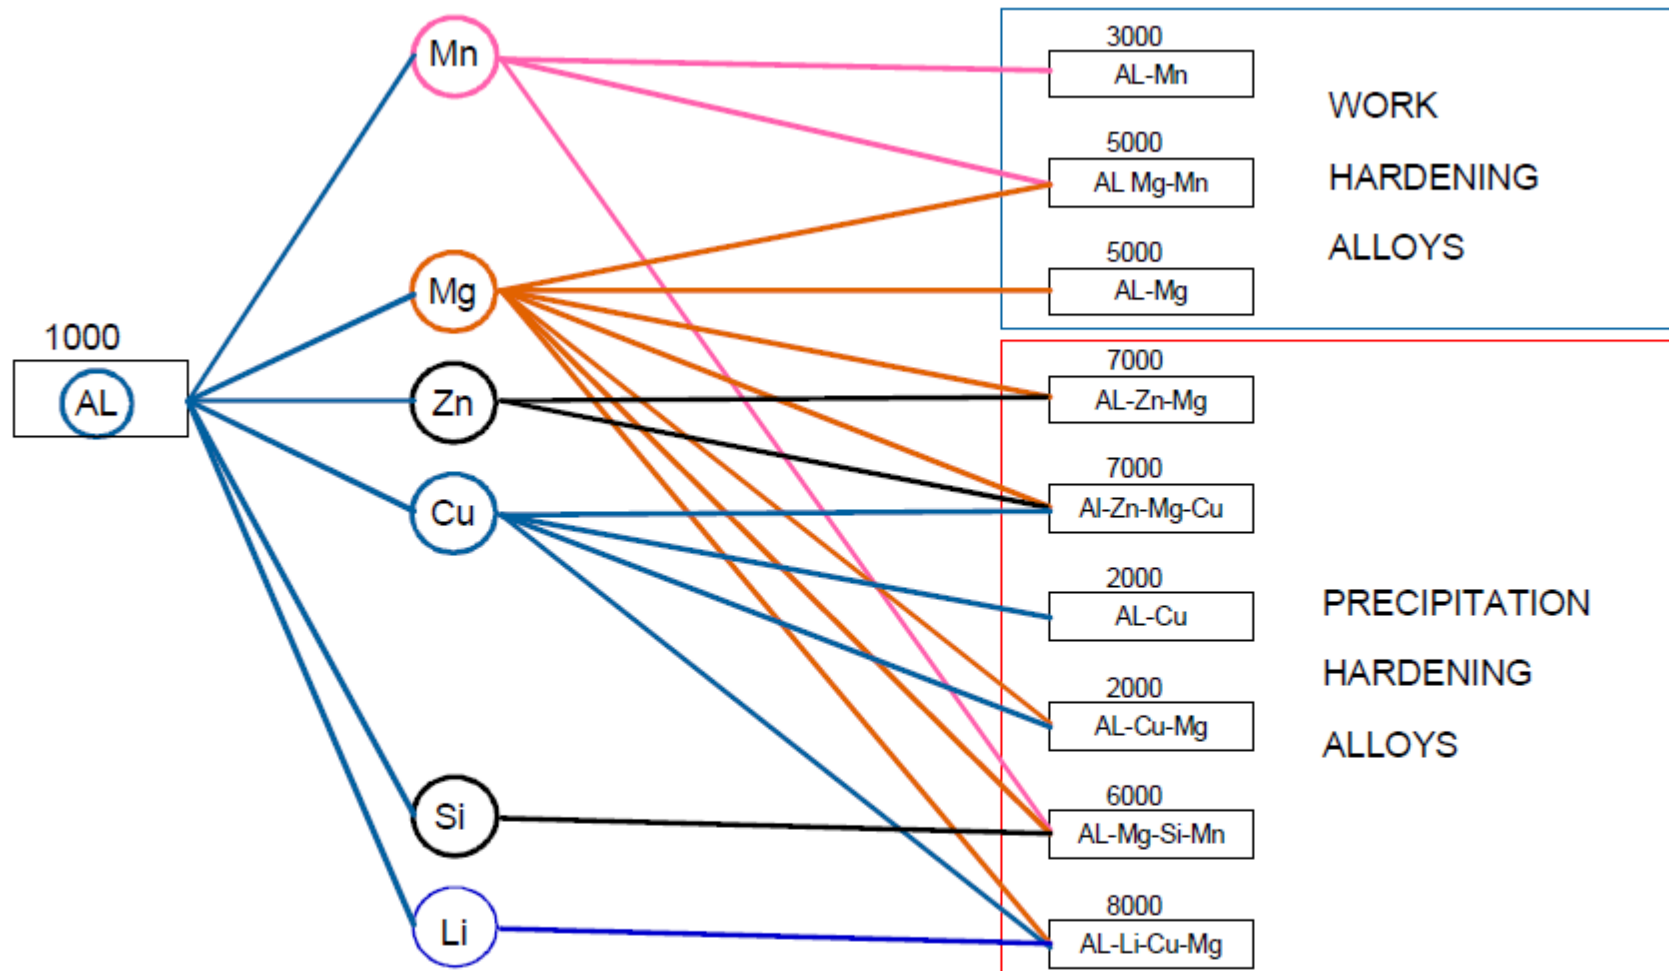 1000
AL
Mn
Mg
Zn
Cu
Si
Li
3000
AL-Mn
5000
AL Mg-Mn
5000
AL-Mg
WORK
HARDENING
ALLOYS
7000
AL-Zn-Mg
7000
Al-Zn-Mg-Cu
2000
AL-Cu
2000
AL-Cu-Mg
6000
AL-Mg-Si-Mn
8000
AL-Li-Cu-Mg
PRECIPITATION
HARDENING
ALLOYS